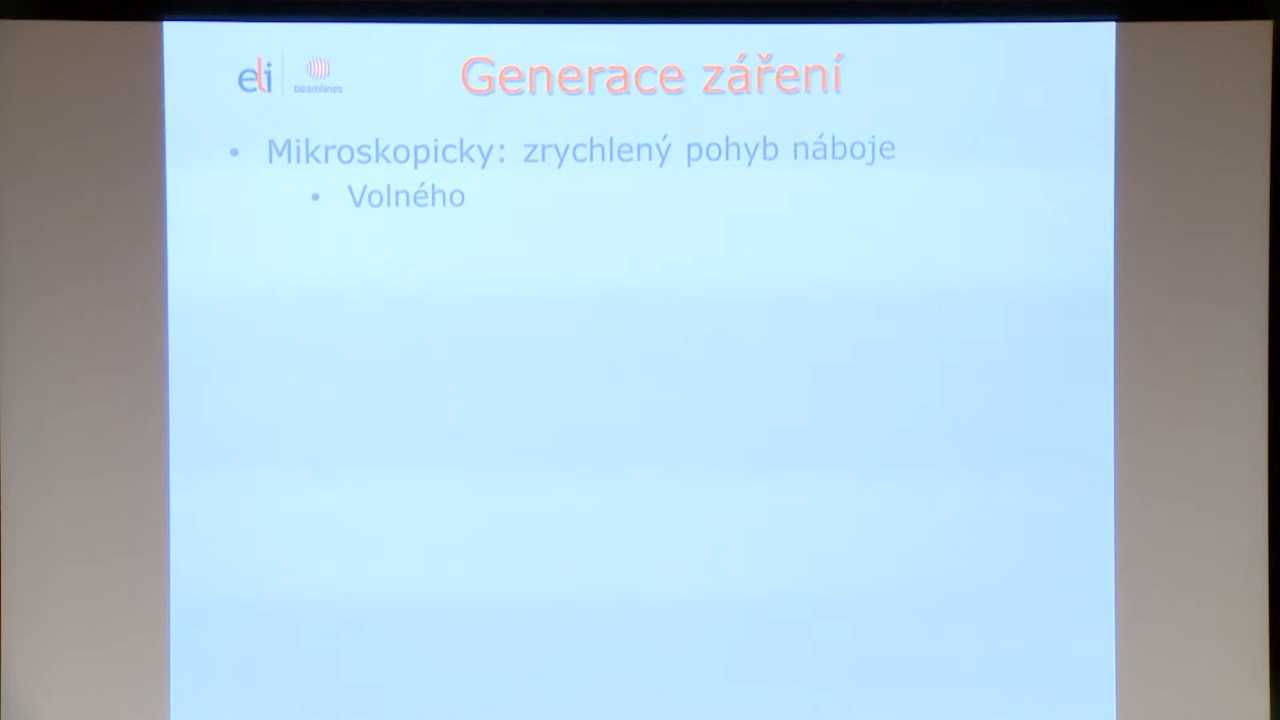 eli beamlines
Generace záření
• Mikroskopicky: zrychlený pohyb náboje
• Volného